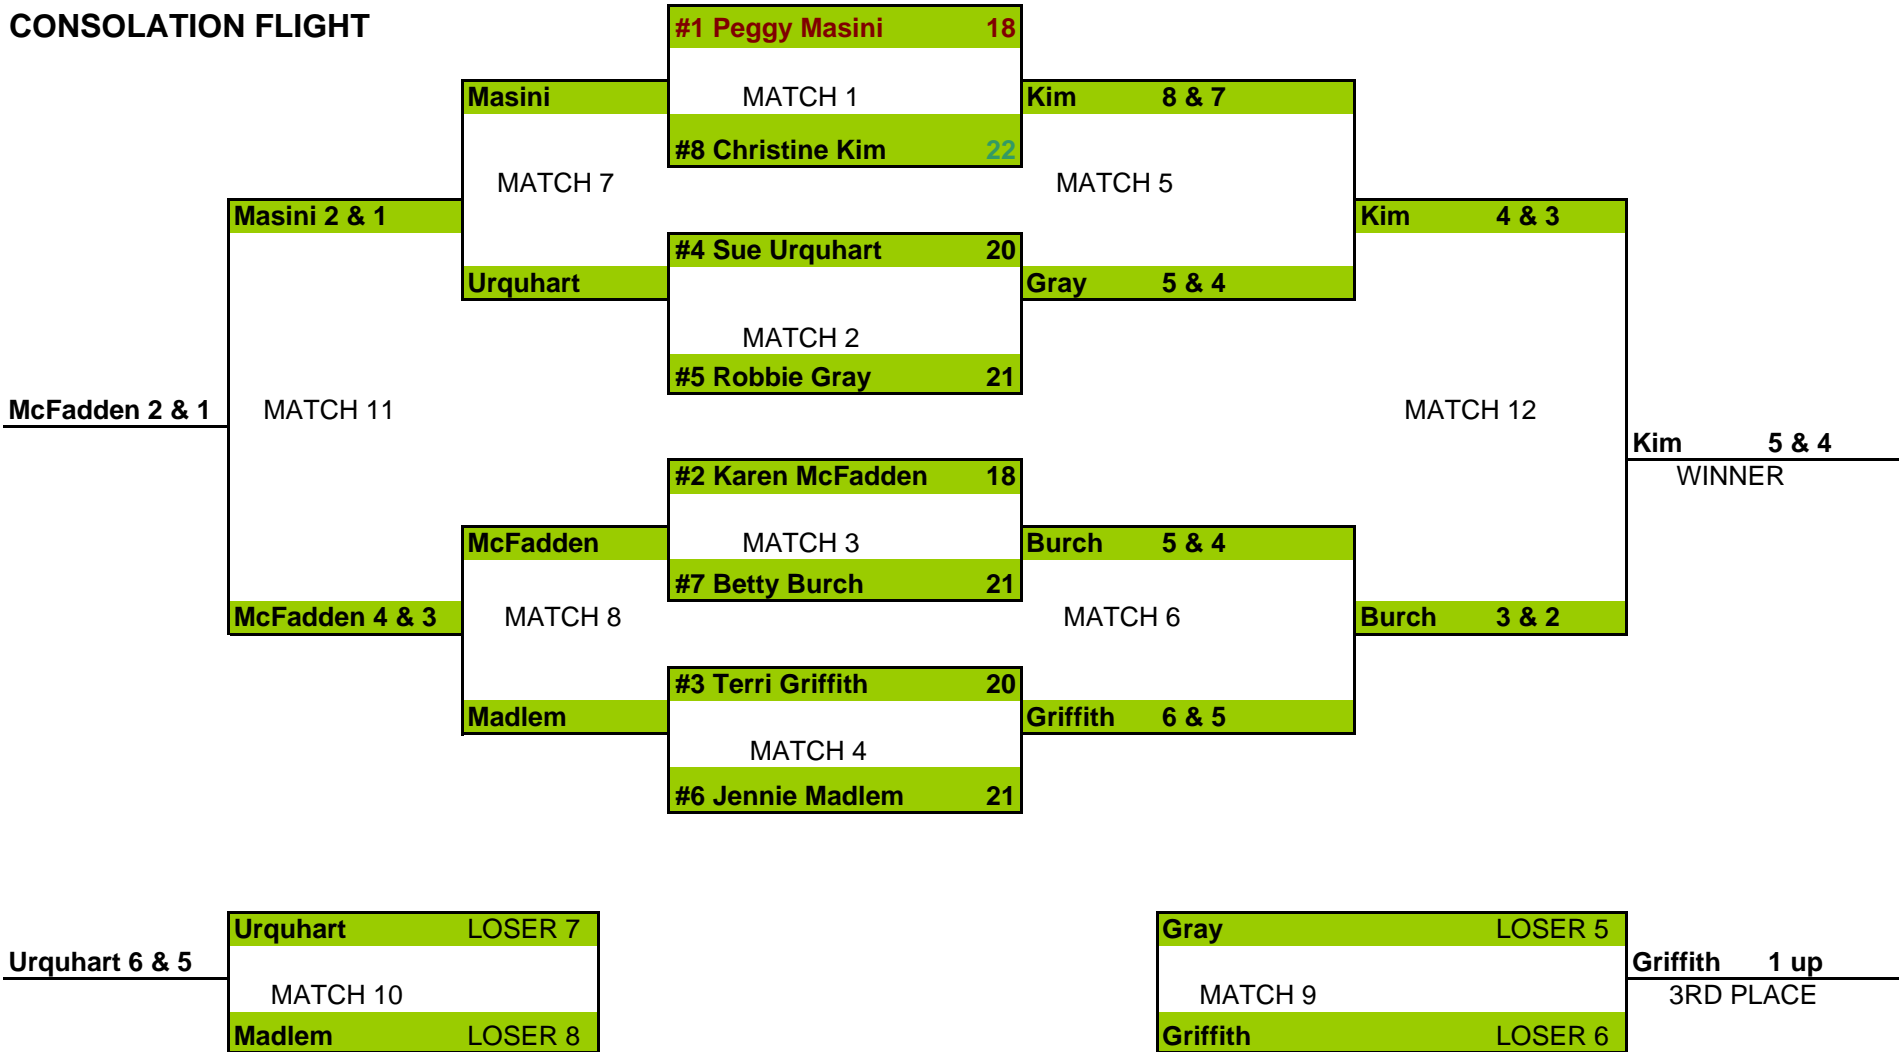 CONSOLATION FLIGHT
#1 Peggy Masini 18
Masini
MATCH 1
Kim 8 & 7
#8 Christine Kim 22
MATCH 7
MATCH 5
Masini 2 & 1
Kim 4 & 3
#4 Sue Urquhart 20
Urquhart
Gray 5 & 4
MATCH 2
#5 Robbie Gray 21
McFadden 2 & 1
MATCH 11
MATCH 12
Kim 5 & 4
WINNER
#2 Karen McFadden 18
McFadden
MATCH 3
Burch 5 & 4
#7 Betty Burch 21
McFadden 4 & 3
MATCH 8
MATCH 6
Burch 3 & 2
#3 Terri Griffith 20
Madlem
Griffith 6 & 5
MATCH 4
#6 Jennie Madlem 21
Urquhart LOSER 7
Gray LOSER 5
Urquhart 6 & 5
Griffith 1 up
MATCH 10
MATCH 9
3RD PLACE
Madlem LOSER 8
Griffith LOSER 6